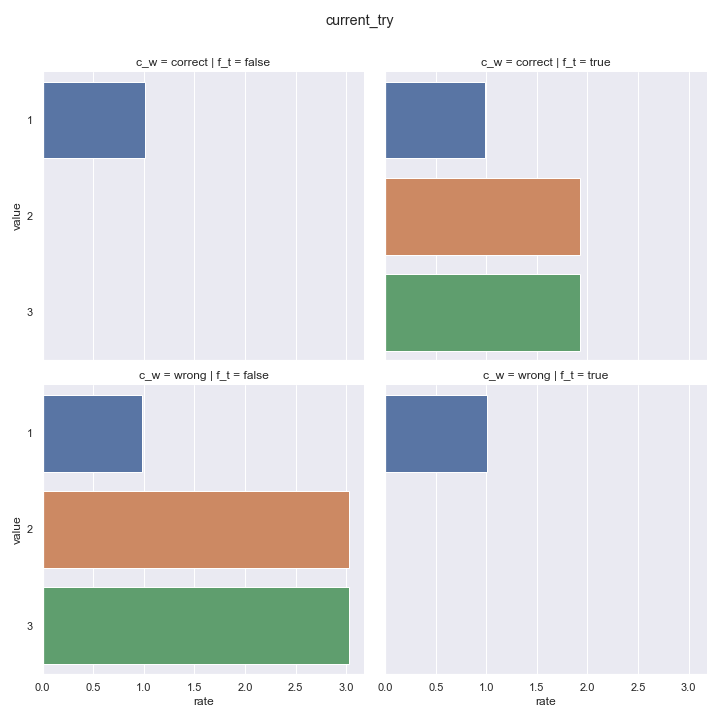 current_try
c_w = correct | f_t = false
c_w = correct | f_t = true
1
2
3
value
c_w = wrong | f_t = false
c_w = wrong | f_t = true
1
2
3
value
0.0 0.5 1.0 1.5 2.0 2.5 3.0
rate
0.0 0.5 1.0 1.5 2.0 2.5 3.0
rate